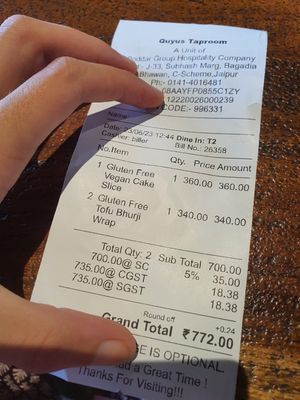 Quyus Taproom
A Unit of
Poddar Group Hospitality Company
J-33, Subhash Marg, Bagadia
Bhawan, C-Scheme, Jaipur
Ph:- 0141-4016481
08AAYFP0855C1ZY
12220026000239
CODE:- 996331
Name:
23/06/23 12:44 Dine In: T2
Cashier: biller Bill No.: 26358
No.Item Qty. Price Amount
1 Gluten Free 1 360.00 360.00
Vegan Cake
Slice
2 Gluten Free 1 340.00 340.00
Tofu Bhurji
Wrap
Total Qty: 2 Sub Total 700.00
700.00@ SC 5% 35.00
735.00@ CGST 18.38
735.00@ SGST 18.38
Round off +0.24
Grand Total ₹772.00
IS OPTIONAL
had a Great Time !
Thanks For Visiting!!!